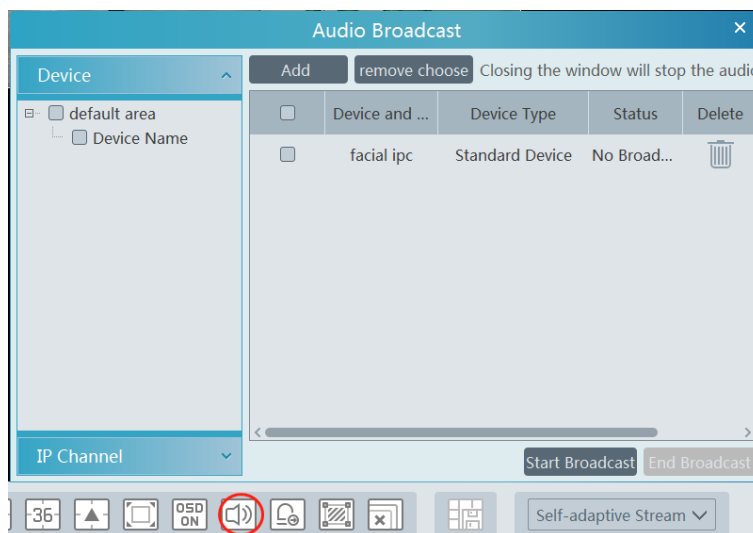 Audio Broadcast
Device
default area
Device Name
IP Channel
Add remove choose Closing the window will stop the audio
Device and ... Device Type Status Delete
facial ipc Standard Device No Broad...
Start Broadcast End Broadcast
36 OSD ON Self-adaptive Stream